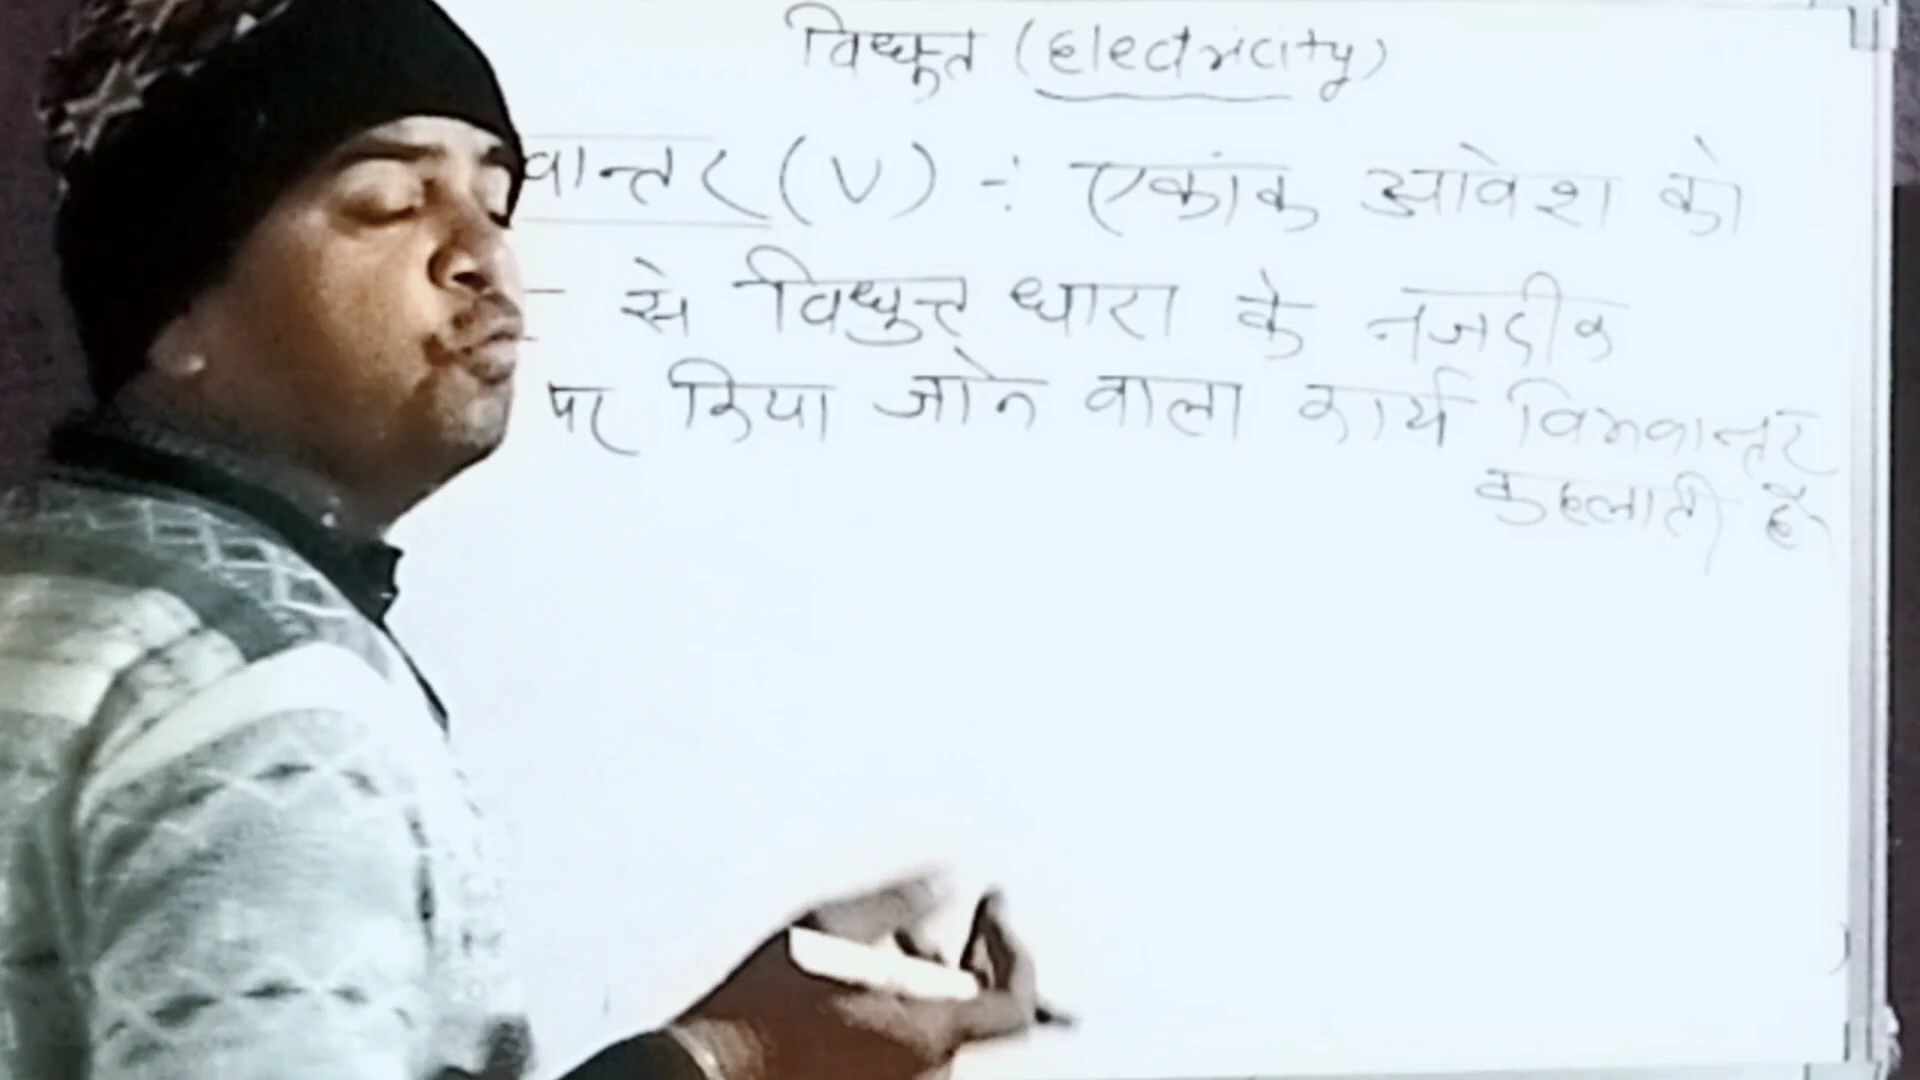 विधुत (Electricity)
वान्तर (V) -: एकांक आवेश को
से विधुत धारा के नजदीक
पर किया जाने वाला कार्य विभवान्तर
कहलाती है